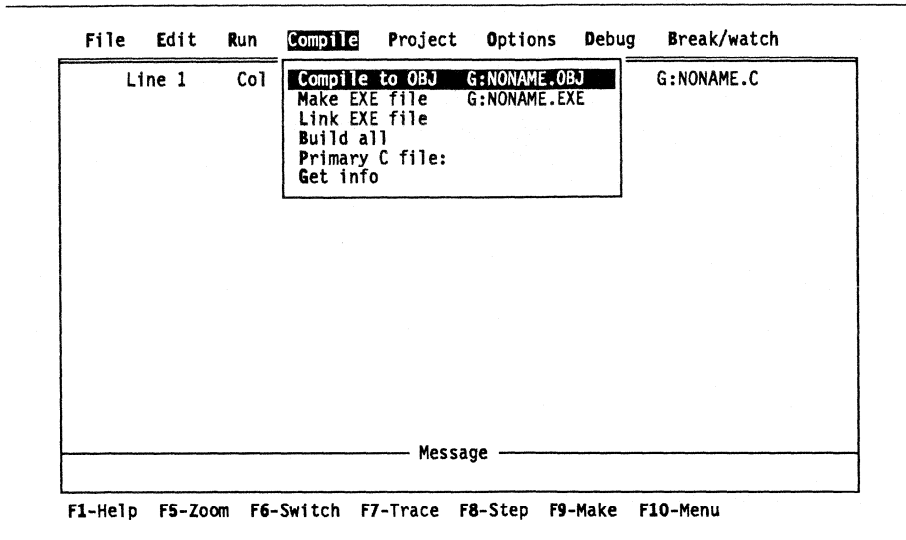 File Edit Run Compile Project Options Debug Break/watch
Line 1 Col G:NONAME.C
Compile to OBJ G:NONAME.OBJ
Make EXE file G:NONAME.EXE
Link EXE file
Build all
Primary C file:
Get info
Message
F1-Help F5-Zoom F6-Switch F7-Trace F8-Step F9-Make F10-Menu